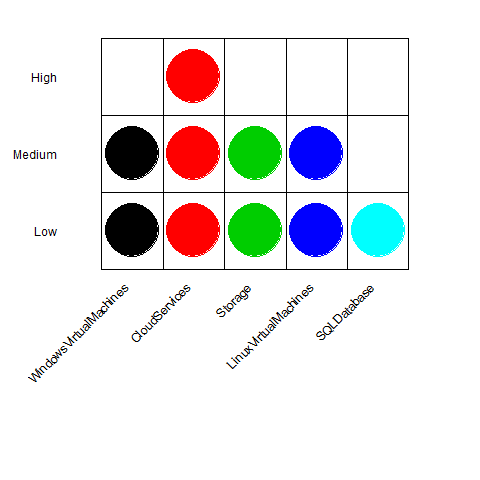 High
Medium
Low
WindowsVirtualMachines
CloudServices
Storage
LinuxVirtualMachines
SQLDatabase